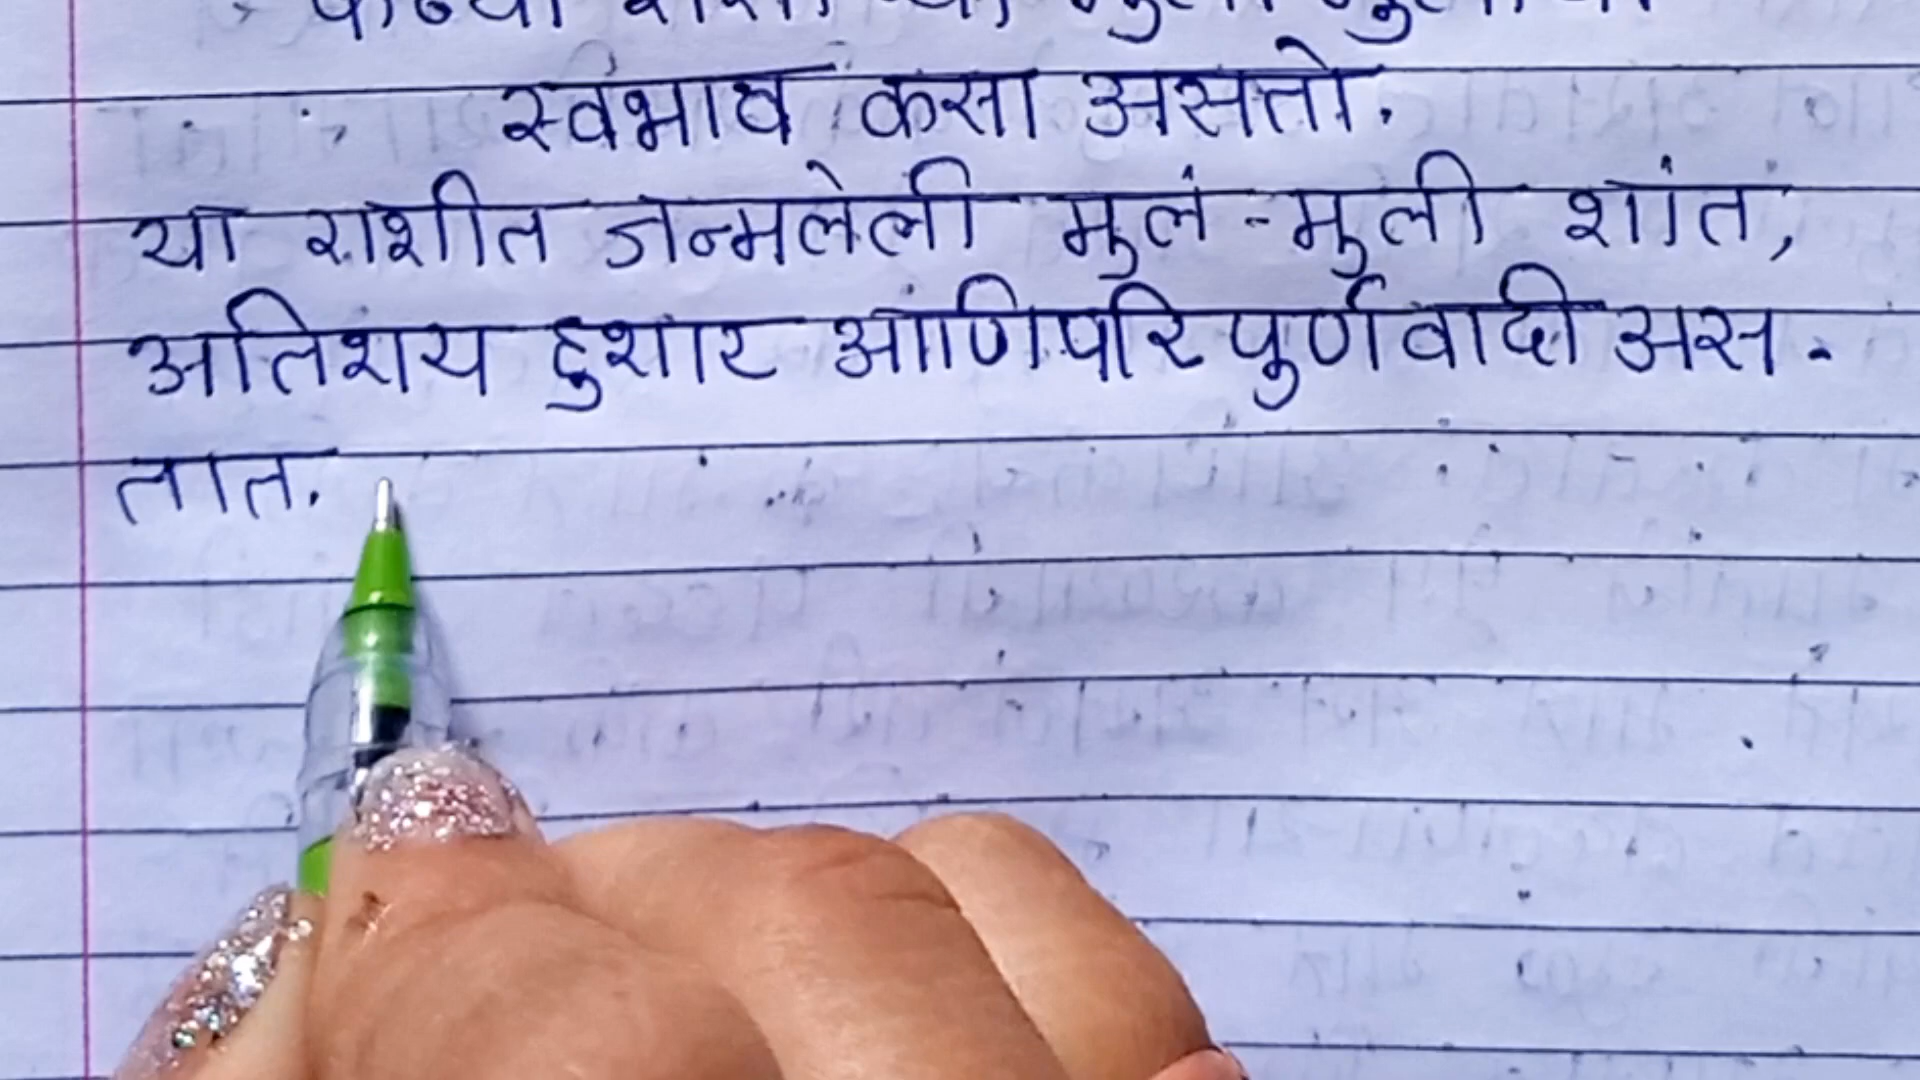 स्वभाव कसा असतो.
या राशीत जन्मलेली मुलं-मुली शांत,
अतिशय हुशार आणि परिपुर्णवादी अस-
तात.